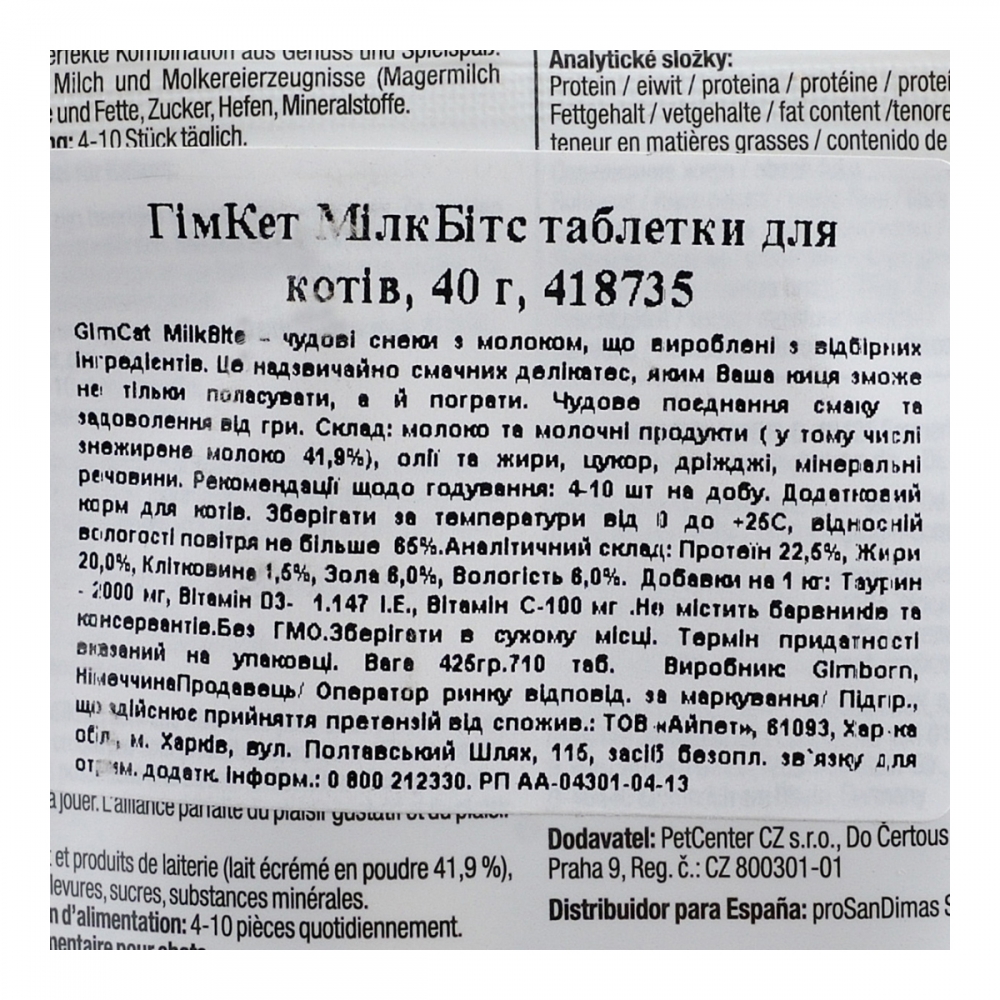 erfekte Kombination aus Genuss und Spielspaß.
Milch und Molkereierzeugnisse (Magermilch
und Fette, Zucker, Hefen, Mineralstoffe.
4-10 Stück täglich.
Analytické složky:
Protein / eiwit / proteina / protéine / protei
Fettgehalt / vetgehalte / fat content /tenore
teneur en matières grasses / contenido de
ГімКет МілкБітс таблетки для
котів, 40 г, 418735
GimCat MilkBite - чудові снеки з молоком, що вироблені з відбірних
інгредієнтів. Це надзвичайно смачних делікатес, яким Ваша киця зможе
не тільки поласувати, а й пограти. Чудове поєднання смаку та
задоволення від гри. Склад: молоко та молочні продукти ( у тому числі
знежирене молоко 41,9%), олії та жири, цукор, дріжджі, мінеральні
речовини. Рекомендації щодо годування: 4-10 шт на добу. Додатковий
корм для котів. Зберігати за температури від 0 до +25С, відносній
вологості повітря не більше 65%.Аналітичний склад: Протеїн 22,5%, Жири
20,0%, Клітковина 1,5%, Зола 6,0%, Вологість 6,0%. Добавки на 1 кг: Таурин
- 2000 мг, Вітамін D3- 1.147 І.Е., Вітамін С-100 мг .Не містить барвників та
консервантів.Без ГМО.Зберігати в сухому місці. Термін придатності
вказаний на упаковці. Вага 425гр.710 таб. Виробник: Gimborn,
НімеччинаПродавець/ Оператор ринку відповід. за маркування/ Підпр.,
що здійснює прийняття претензій від спожив.: ТОВ «Айпет», 61093, Харка
обл., м. Харків, вул. Полтавський Шлях, 115, засіб безопл. зв`язку для
отрим. додатк. інформ.: 0 800 212330. РП АА-04301-04-13
à jouer. L'alliance parfaite du plaisir gustatif et du plaisir
et produits de laiterie (lait écrémé en poudre 41,9 %),
levures, sucres, substances minérales.
n d'alimentation: 4-10 pièces quotidiennement.
mentaire pour chats
Dodavatel: PetCenter CZ s.r.o., Do Čertous
Praha 9, Reg. č.: CZ 800301-01
Distribuidor para España: proSanDimas S